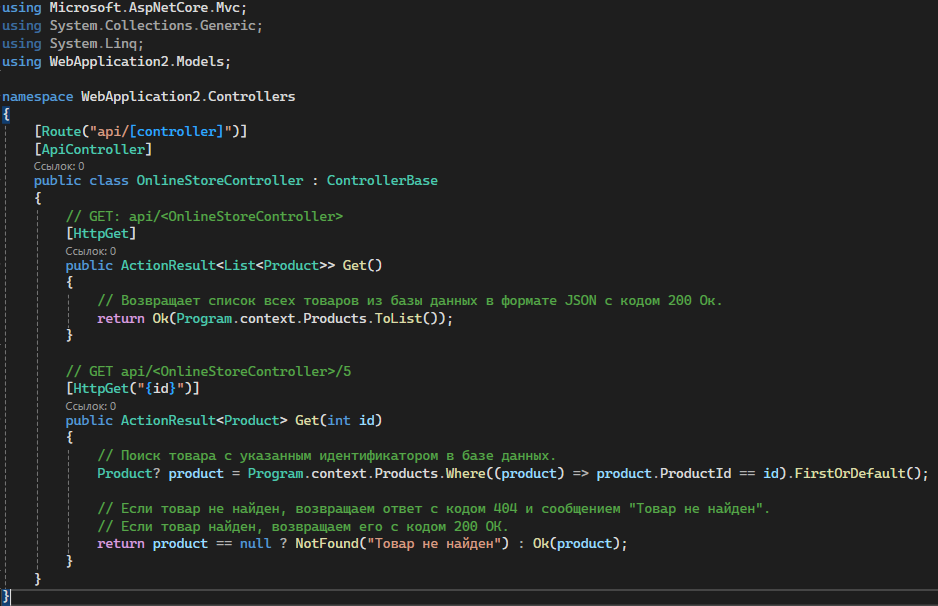 using Microsoft.AspNetCore.Mvc;
using System.Collections.Generic;
using System.Linq;
using WebApplication2.Models;

namespace WebApplication2.Controllers
{
    [Route("api/[controller]")]
    [ApiController]
    Ссылок: 0
    public class OnlineStoreController : ControllerBase
    {
        // GET: api/<OnlineStoreController>
        [HttpGet]
        Ссылок: 0
        public ActionResult<List<Product>> Get()
        {
            // Возвращает список всех товаров из базы данных в формате JSON с кодом 200 Ок.
            return Ok(Program.context.Products.ToList());
        }

        // GET api/<OnlineStoreController>/5
        [HttpGet("{id}")]
        Ссылок: 0
        public ActionResult<Product> Get(int id)
        {
            // Поиск товара с указанным идентификатором в базе данных.
            Product? product = Program.context.Products.Where((product) => product.ProductId == id).FirstOrDefault();

            // Если товар не найден, возвращаем ответ с кодом 404 и сообщением "Товар не найден".
            // Если товар найден, возвращаем его с кодом 200 ОК.
            return product == null ? NotFound("Товар не найден") : Ok(product);
        }
    }
}